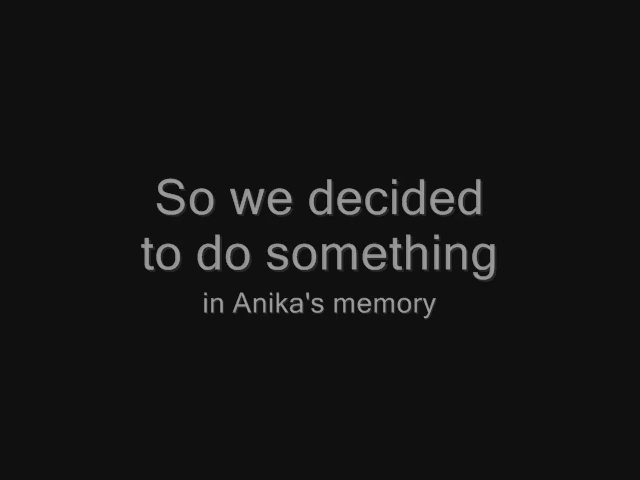 So we decided
to do something
in Anika's memory